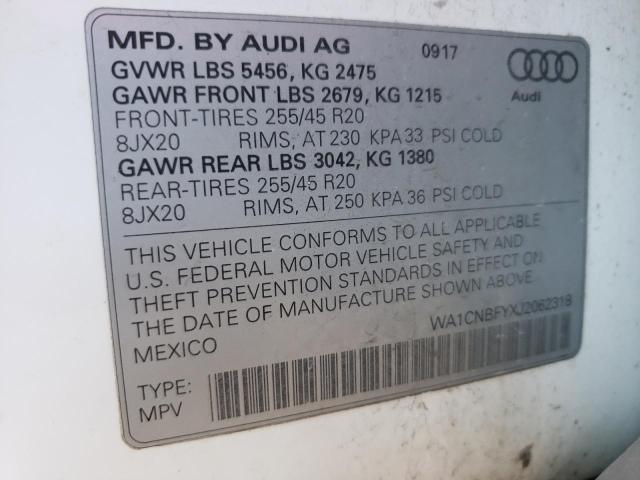 MFD. BY AUDI AG 0917
GVWR LBS 5456, KG 2475
GAWR FRONT LBS 2679, KG 1215
Audi
FRONT-TIRES 255/45 R20
8JX20 RIMS, AT 230 KPA 33 PSI COLD
GAWR REAR LBS 3042, KG 1380
REAR-TIRES 255/45 R20
8JX20 RIMS, AT 250 KPA 36 PSI COLD
THIS VEHICLE CONFORMS TO ALL APPLICABLE
U.S. FEDERAL MOTOR VEHICLE SAFETY AND
THEFT PREVENTION STANDARDS IN EFFECT ON
THE DATE OF MANUFACTURE SHOWN ABOVE.
MEXICO WA1CNBFYXJ2062318
TYPE:
MPV